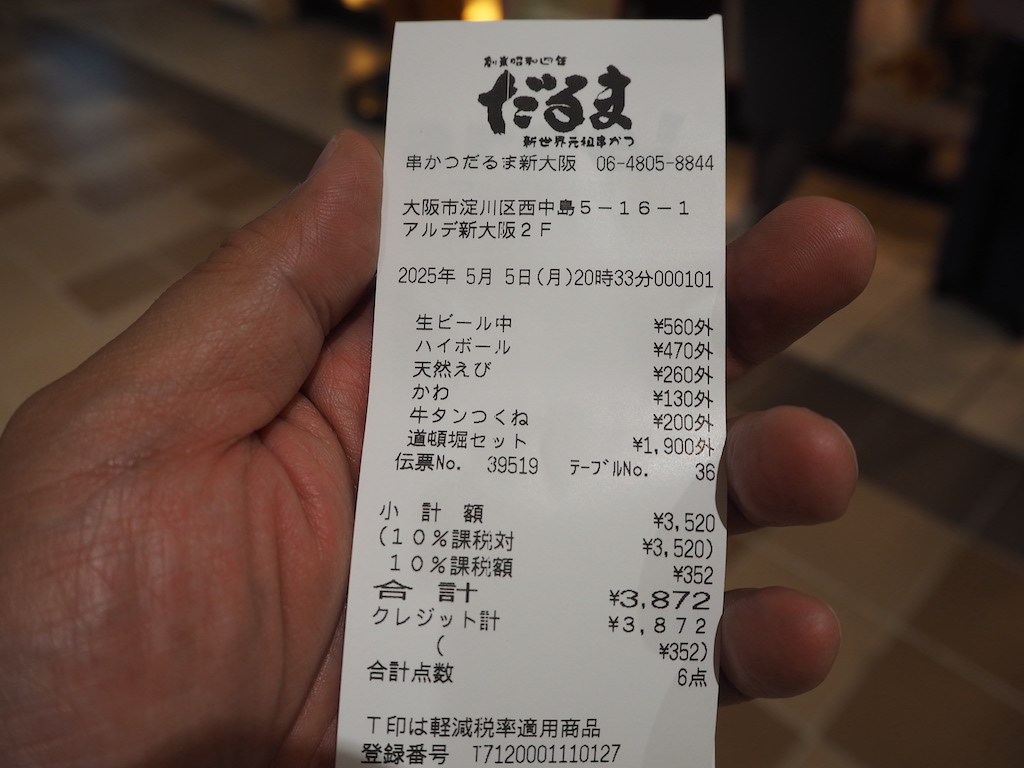 創業昭和四年
だるま
新世界元祖串かつ
串かつだるま新大阪 06-4805-8844
大阪市淀川区西中島5－16－1
アルデ新大阪2F
2025年 5月 5日(月)20時33分000101
生ビール中 ¥560外
ハイボール ¥470外
天然えび ¥260外
かわ ¥130外
牛タンつくね ¥200外
道頓堀セット ¥1,900外
伝票No. 39519 テーブルNo. 36
小計額 ¥3,520
(10%課税対 ¥3,520)
10%課税額 ¥352
合計 ¥3,872
クレジット計 ¥3,872
( ¥352)
合計点数 6点
T印は軽減税率適用商品
登録番号 T7120001110127